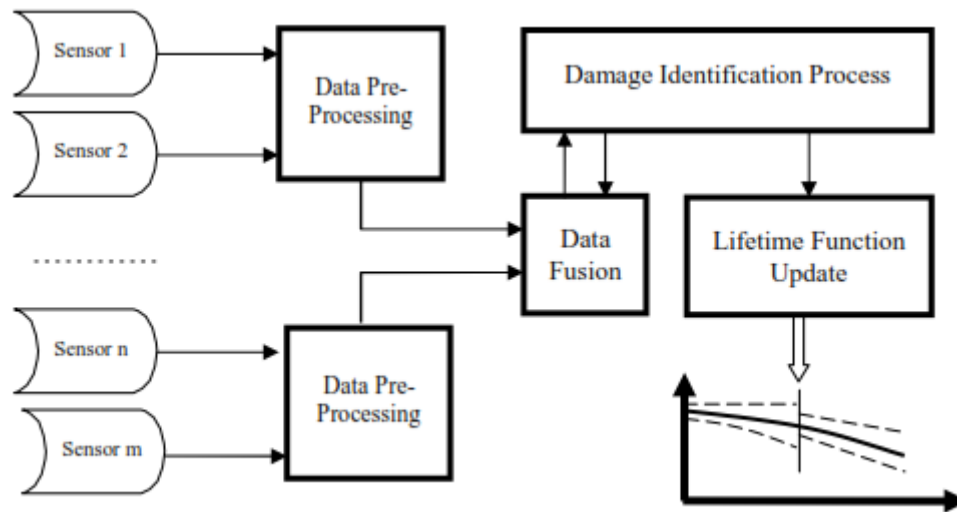 Sensor 1
Sensor 2
Data Pre-
Processing
Damage Identification Process
Data
Fusion
Lifetime Function
Update
Sensor n
Sensor m
Data Pre-
Processing